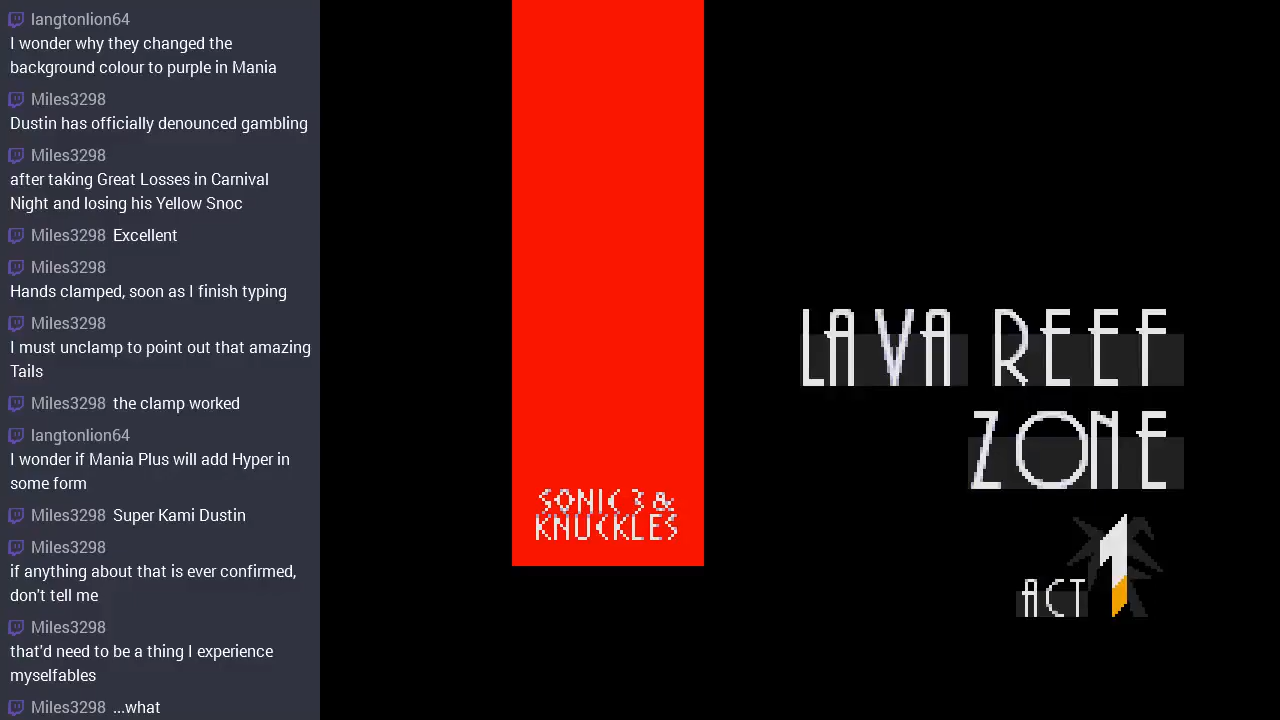 langtonlion64
I wonder why they changed the
background colour to purple in Mania
Miles3298
Dustin has officially denounced gambling
Miles3298
after taking Great Losses in Carnival
Night and losing his Yellow Snoc
Miles3298 Excellent
Miles3298
Hands clamped, soon as I finish typing
Miles3298
I must unclamp to point out that amazing
Tails
Miles3298 the clamp worked
langtonlion64
I wonder if Mania Plus will add Hyper in
some form
Miles3298 Super Kami Dustin
Miles3298
if anything about that is ever confirmed,
don't tell me
Miles3298
that'd need to be a thing I experience
myselfables
Miles3298 ...what
SONIC 3 &
KNUCKLES
LAVA REEF
ZONE
ACT 1